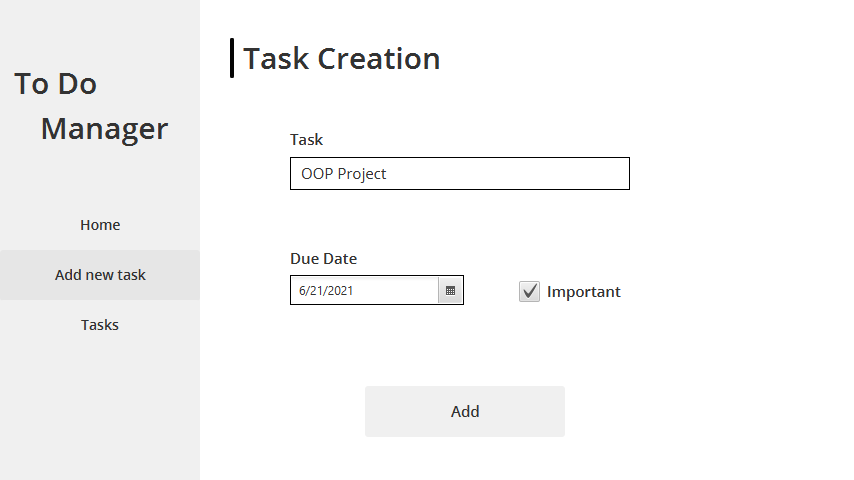 To Do
Manager
Home
Add new task
Tasks
Task Creation
Task
OOP Project
Due Date
6/21/2021
Important
Add